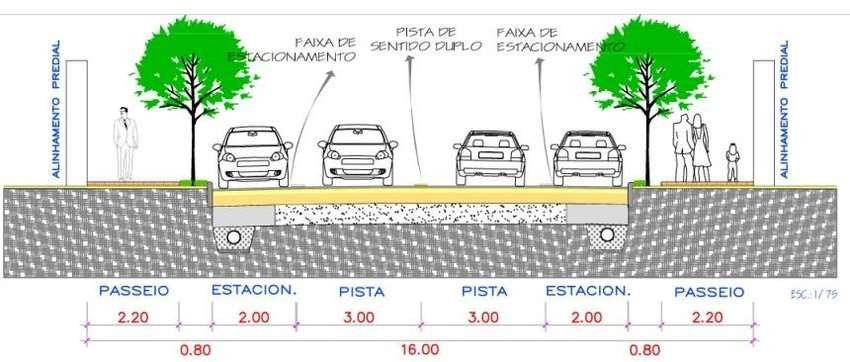 FAIXA DE
ESTACIONAMENTO
PISTA DE
SENTIDO DUPLO
FAIXA DE
ESTACIONAMENTO
ALINHAMENTO PREDIAL
ALINHAMENTO PREDIAL
PASSEIO ESTACION. PISTA PISTA ESTACION. PASSEIO
ESC.: 1/75
2.20 2.00 3.00 3.00 2.00 2.20
0.80 16.00 0.80